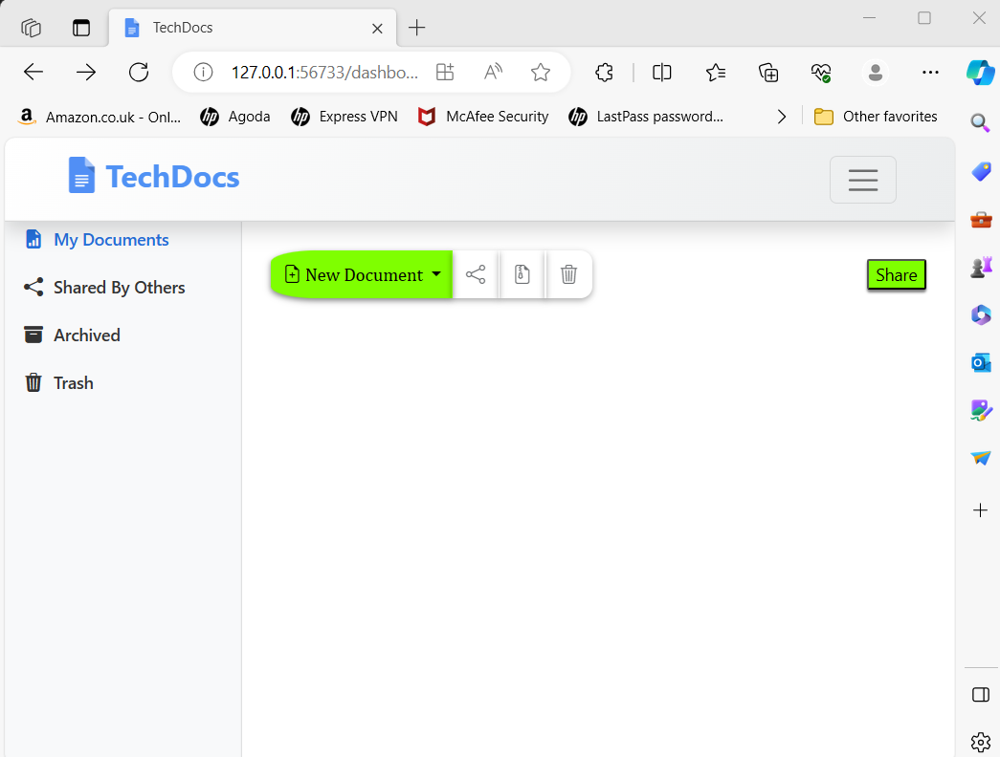 TechDocs
127.0.0.1:56733/dashbo...
Amazon.co.uk - Onl... Agoda Express VPN McAfee Security LastPass password... Other favorites
TechDocs
My Documents
New Document Share
Shared By Others
Archived
Trash